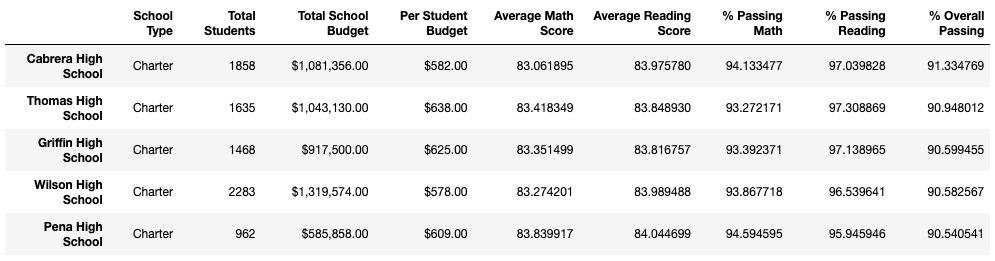 School Type Total Students Total School Budget Per Student Budget Average Math Score Average Reading Score % Passing Math % Passing Reading % Overall Passing
Cabrera High School Charter 1858 $1,081,356.00 $582.00 83.061895 83.975780 94.133477 97.039828 91.334769
Thomas High School Charter 1635 $1,043,130.00 $638.00 83.418349 83.848930 93.272171 97.308869 90.948012
Griffin High School Charter 1468 $917,500.00 $625.00 83.351499 83.816757 93.392371 97.138965 90.599455
Wilson High School Charter 2283 $1,319,574.00 $578.00 83.274201 83.989488 93.867718 96.539641 90.582567
Pena High School Charter 962 $585,858.00 $609.00 83.839917 84.044699 94.594595 95.945946 90.540541